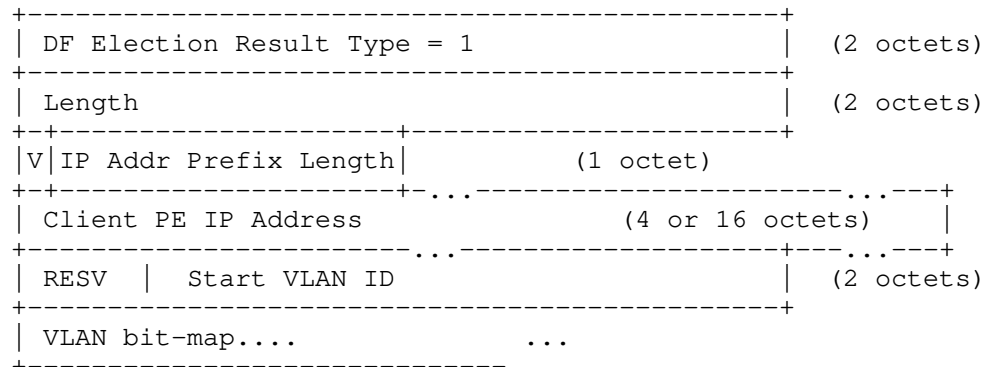 DF Election Result Type = 1 (2 octets)
Length (2 octets)
V IP Addr Prefix Length (1 octet)
...
...
Client PE IP Address (4 or 16 octets)
...
...
RESV Start VLAN ID (2 octets)
VLAN bit-map.... ...